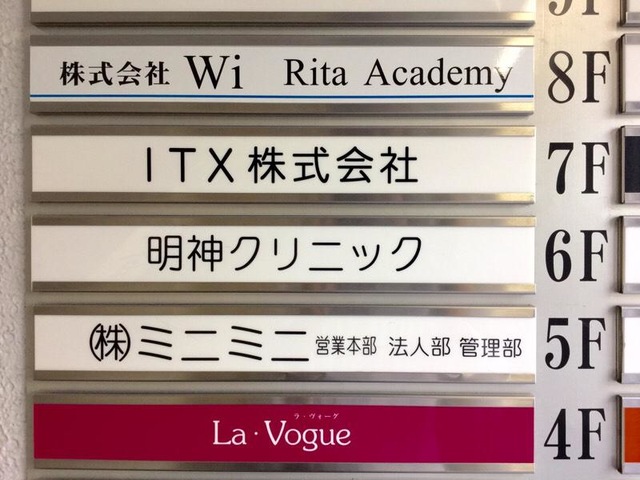 9F
株式会社 Wi Rita Academy 8F
ITX株式会社 7F
明神クリニック 6F
㈱ミニミニ 営業本部 法人部 管理部 5F
ラ・ヴォーグ
La・Vogue 4F